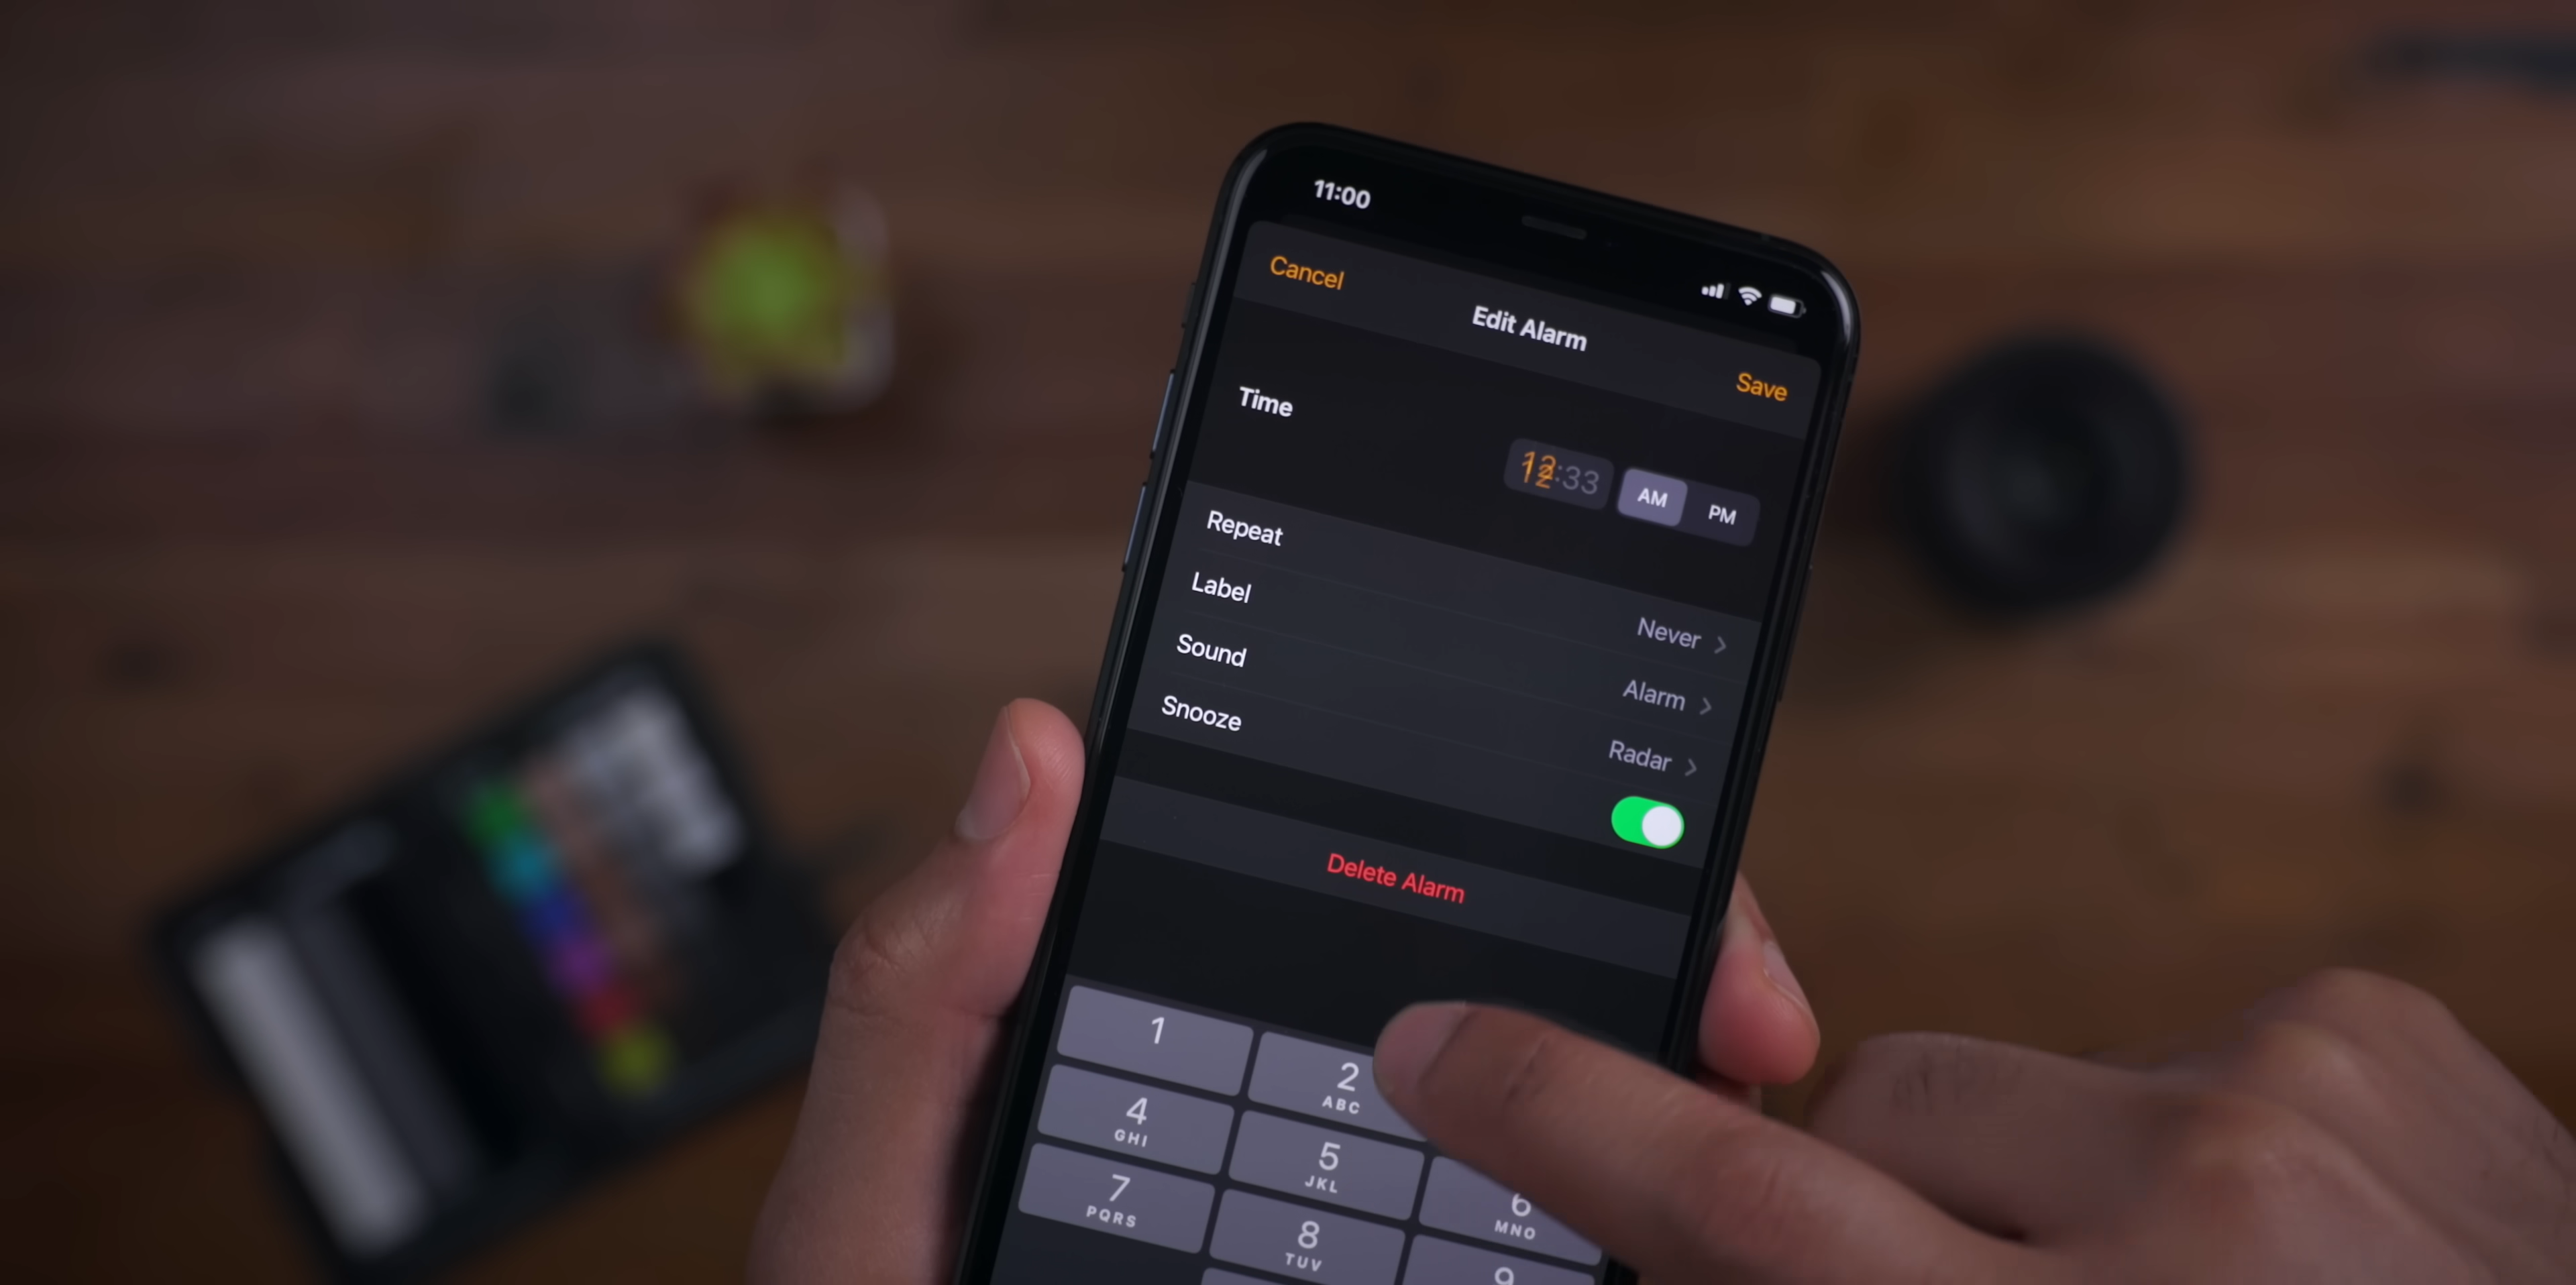 11:00
Cancel
Edit Alarm
Save
Time
:33
AM
PM
Repeat
Never
Label
Alarm
Sound
Radar
Snooze
Delete Alarm
1
2
ABC
4
GHI
5
JKL
6
MNO
7
PQRS
8
TUV
9